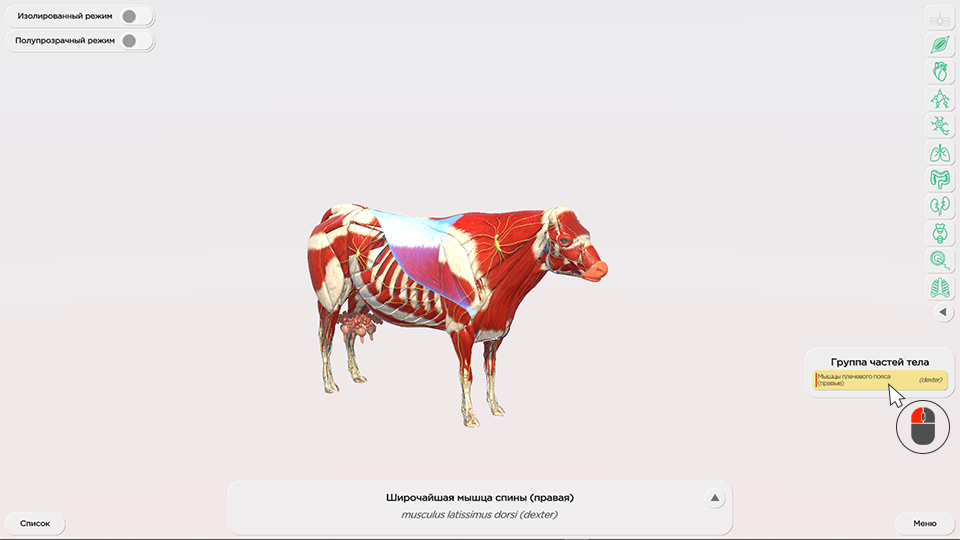 Изолированный режим
Полупрозрачный режим
Группа частей тела
Мышцы плечевого пояса (dexter)
(правые)
Широчайшая мышца спины (правая)
musculus latissimus dorsi (dexter)
Список
Меню